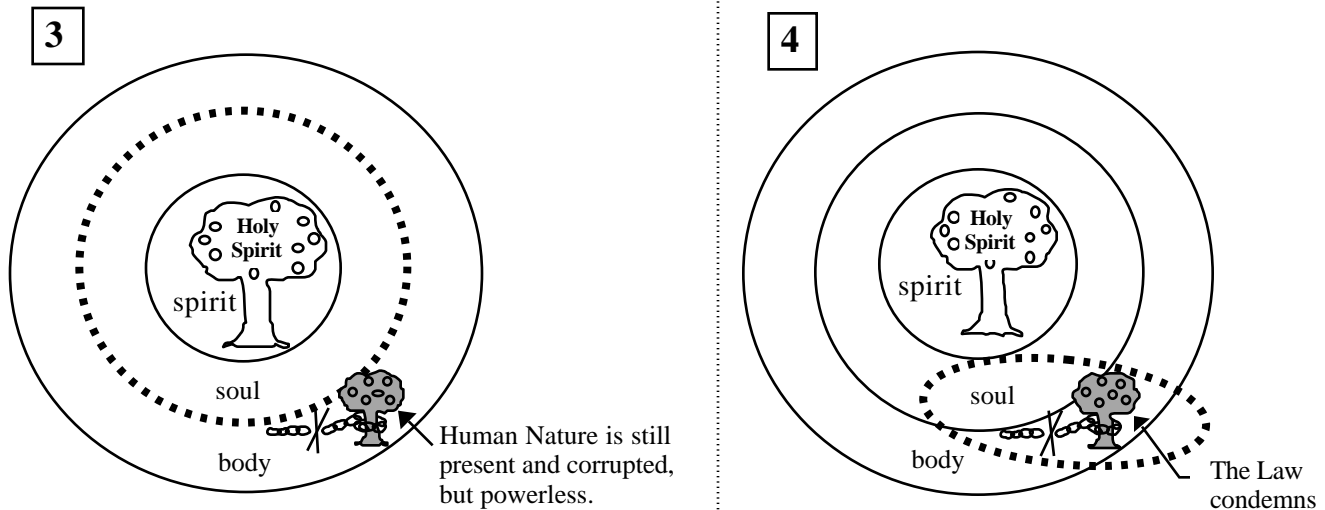 3
Holy
Spirit
spirit
soul
body
Human Nature is still
present and corrupted,
but powerless.
4
Holy
Spirit
spirit
soul
body
The Law
condemns